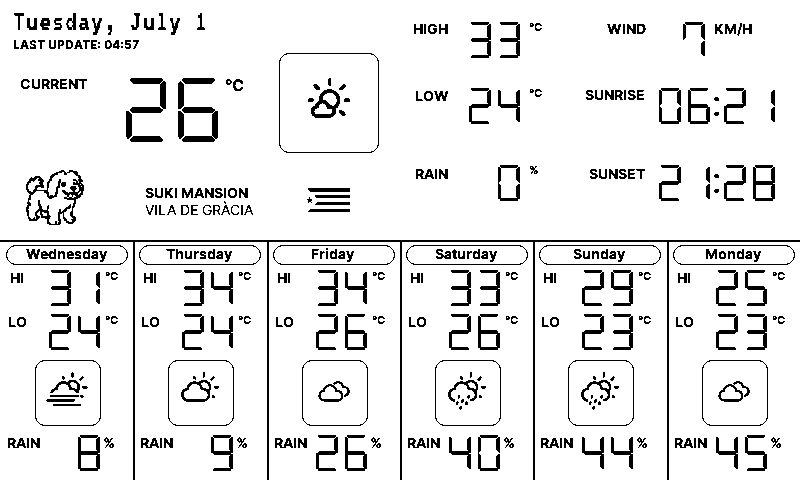 Tuesday, July 1
LAST UPDATE: 04:57
CURRENT 26 °C
HIGH 33 °C
WIND 7 KM/H
LOW 24 °C
SUNRISE 06:21
RAIN 0 %
SUNSET 21:28
SUKI MANSION
VILA DE GRÀCIA
Wednesday
HI 31 °C
LO 24 °C
RAIN 8 %
Thursday
HI 34 °C
LO 24 °C
RAIN 9 %
Friday
HI 34 °C
LO 26 °C
RAIN 26 %
Saturday
HI 33 °C
LO 26 °C
RAIN 40 %
Sunday
HI 29 °C
LO 23 °C
RAIN 44 %
Monday
HI 25 °C
LO 23 °C
RAIN 45 %